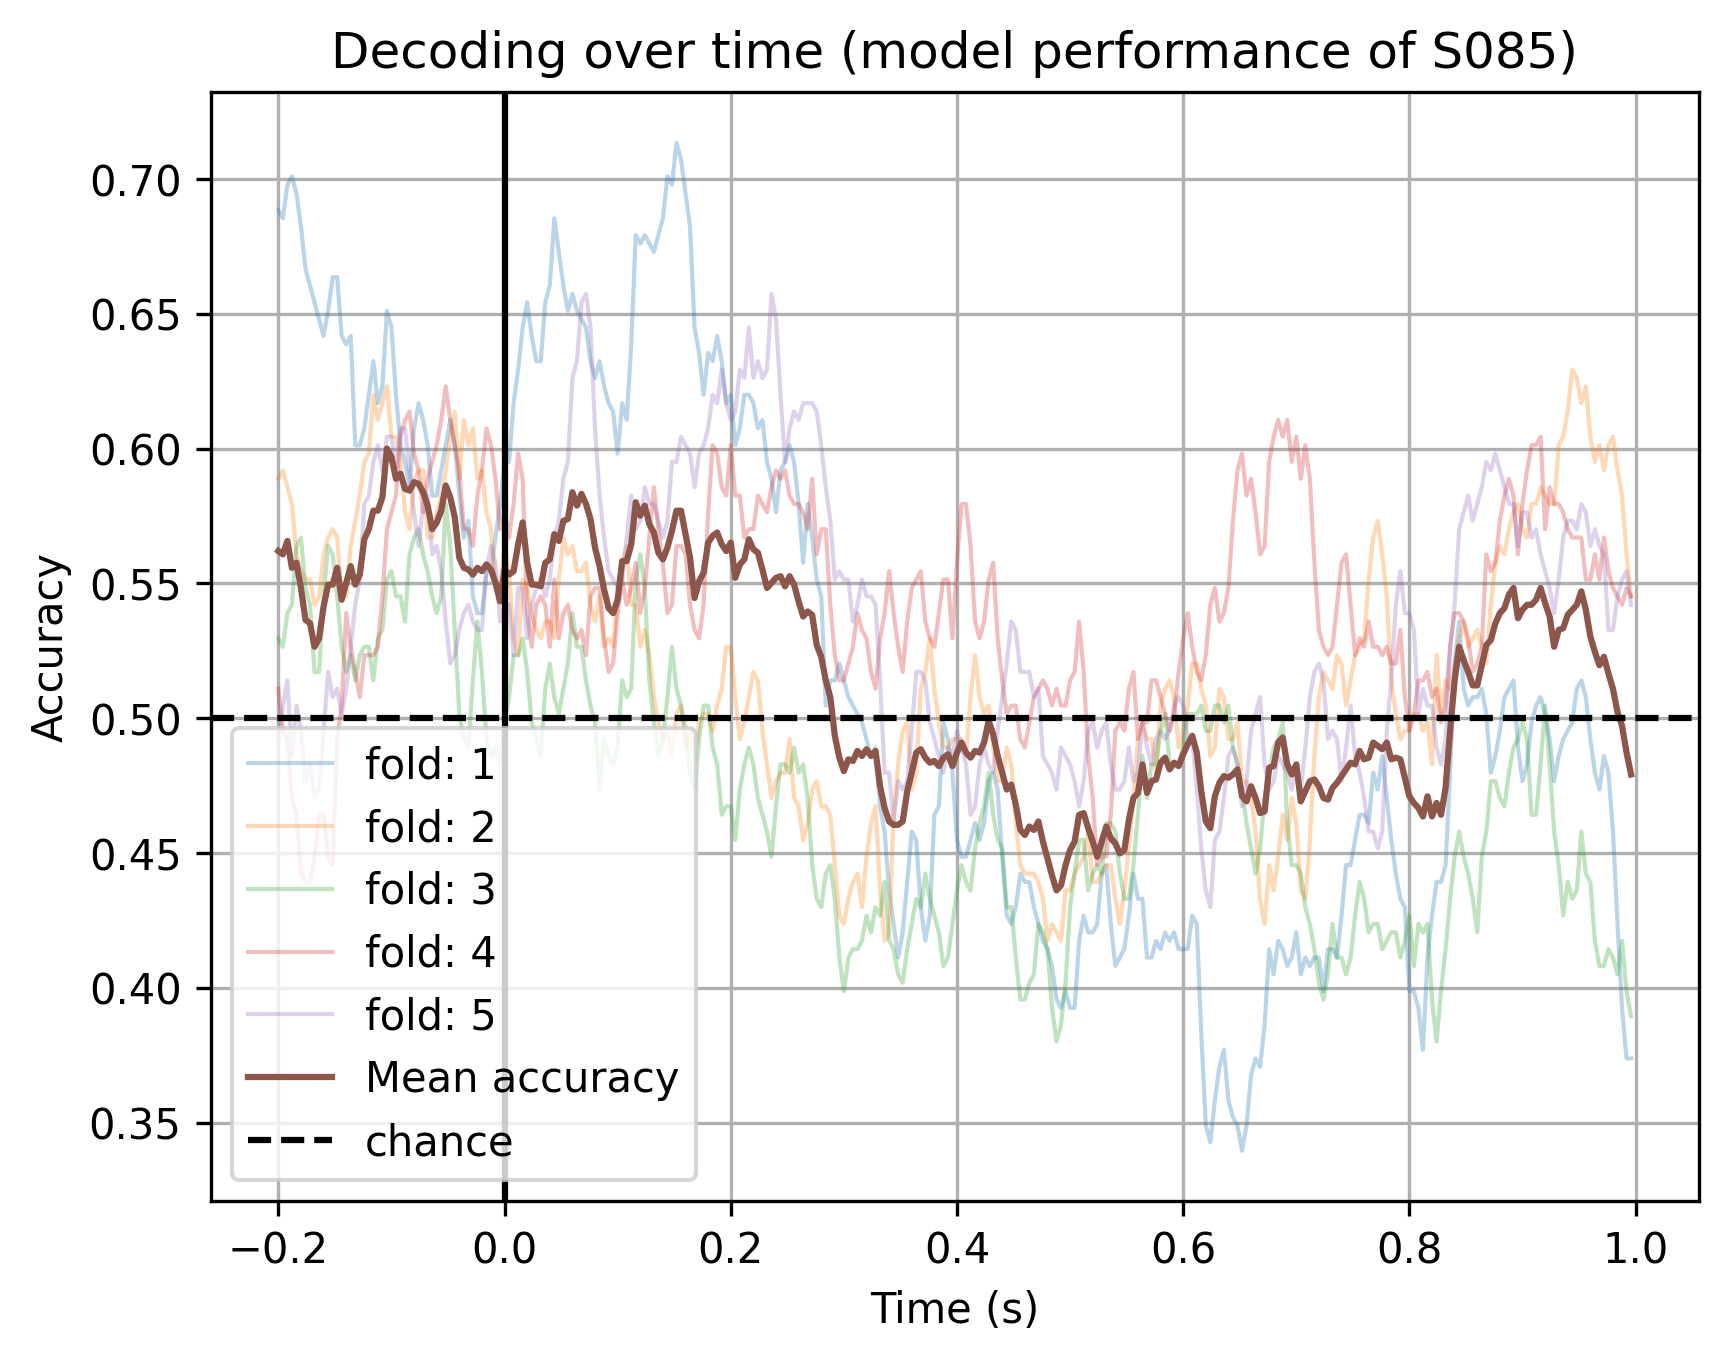 Decoding over time (model performance of S085)
Accuracy
0.70
0.65
0.60
0.55
0.50
0.45
0.40
0.35
fold: 1
fold: 2
fold: 3
fold: 4
fold: 5
Mean accuracy
chance
−0.2 0.0 0.2 0.4 0.6 0.8 1.0
Time (s)